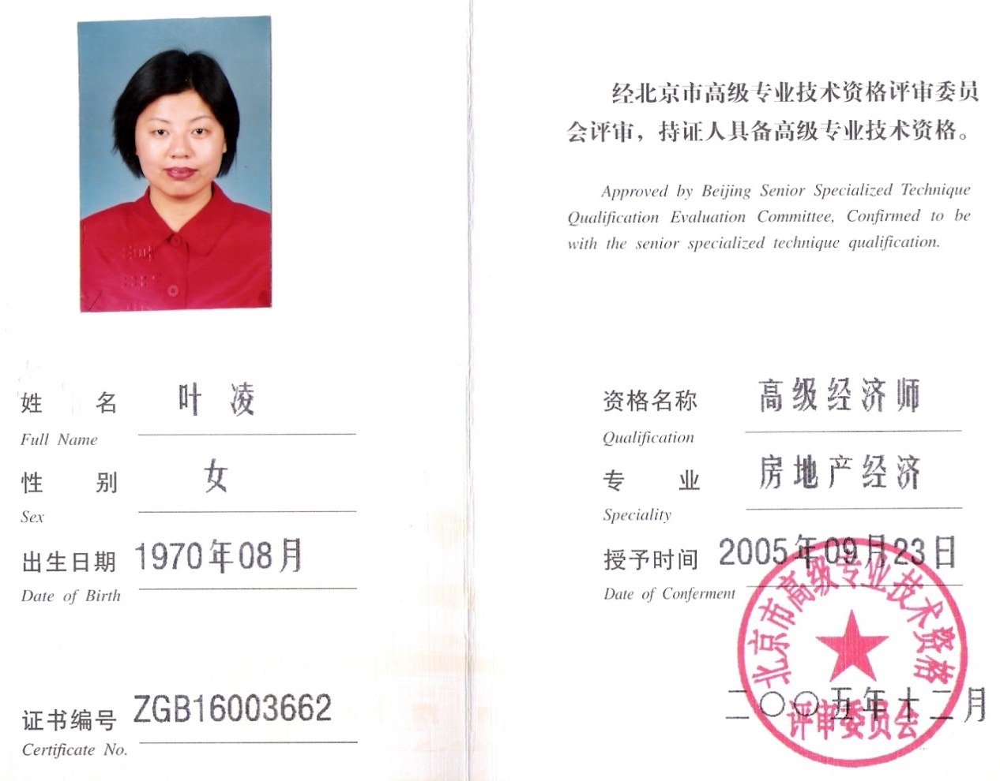 姓 名 叶 凌
Full Name
性 别 女
Sex
出生日期 1970年08月
Date of Birth
证书编号 ZGB16003662
Certificate No.
经北京市高级专业技术资格评审委员
会评审，持证人具备高级专业技术资格。
Approved by Beijing Senior Specialized Technique
Qualification Evaluation Committee, Confirmed to be
with the senior specialized technique qualification.
资格名称 高级经济师
Qualification
专 业 房地产经济
Speciality
授予时间 2005年09月23日
Date of Conferment
北京市高级专业技术资格
评审委员会
二〇〇五年十二月